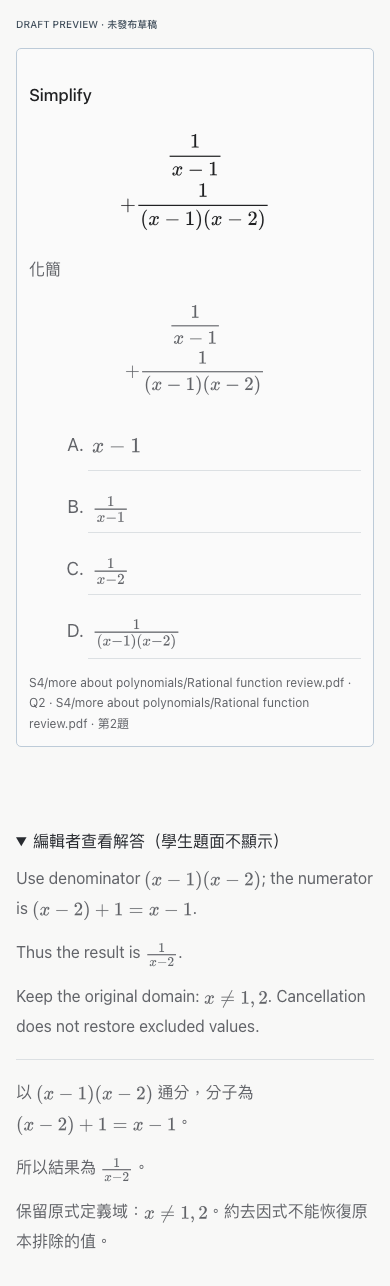 DRAFT PREVIEW · 未發布草稿
Simplify
1
x − 1
+ 1
(x − 1)(x − 2)
化簡
1
x − 1
+ 1
(x − 1)(x − 2)
A. x − 1
B. 1/x−1
C. 1/x−2
D. 1/(x−1)(x−2)
S4/more about polynomials/Rational function review.pdf ·
Q2 · S4/more about polynomials/Rational function
review.pdf · 第2題
▼ 編輯者查看解答（學生題面不顯示）
Use denominator (x − 1)(x − 2); the numerator
is (x − 2) + 1 = x − 1.
Thus the result is 1/x−2.
Keep the original domain: x ≠ 1, 2. Cancellation
does not restore excluded values.
以 (x − 1)(x − 2) 通分，分子為
(x − 2) + 1 = x − 1。
所以結果為 1/x−2。
保留原式定義域：x ≠ 1, 2。約去因式不能恢復原
本排除的值。